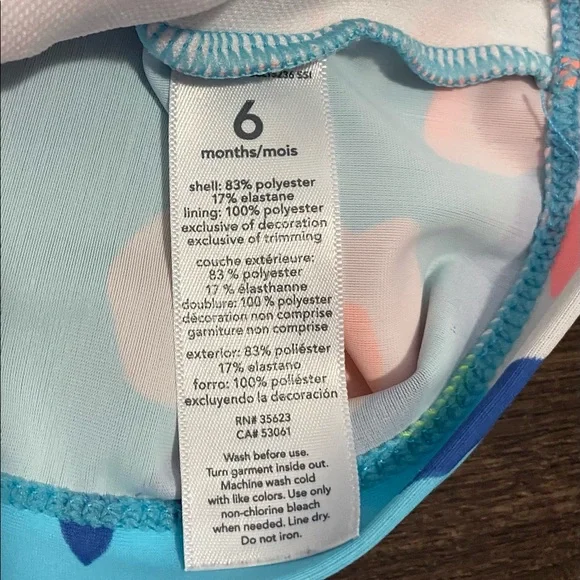 6
months/mois
shell: 83% polyester
17% elastane
lining: 100% polyester
exclusive of decoration
exclusive of trimming
couche extérieure:
83 % polyester
17 % élasthanne
doublure: 100 % polyester
décoration non comprise
garniture non comprise
exterior: 83% poliéster
17% elastano
forro: 100% poliéster
excluyendo la decoración
RN# 35623
CA# 53061
Wash before use.
Turn garment inside out.
Machine wash cold
with like colors. Use only
non-chlorine bleach
when needed. Line dry.
Do not iron.